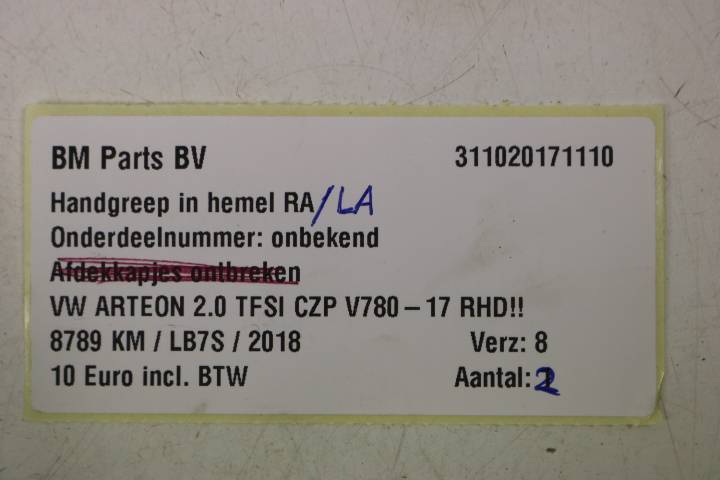 BM Parts BV 311020171110
Handgreep in hemel RA/LA
Onderdeelnummer: onbekend
Afdekkapjes ontbreken
VW ARTEON 2.0 TFSI CZP V780 – 17 RHD!!
8789 KM / LB7S / 2018 Verz: 8
10 Euro incl. BTW Aantal: 2